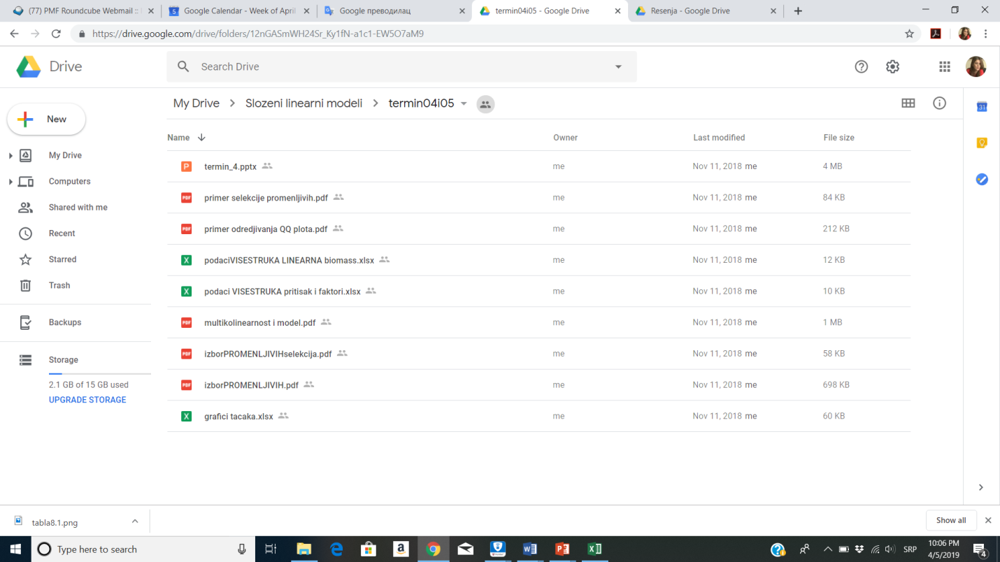 (77) PMF Roundcube Webmail ::
Google Calendar - Week of April
Google преводилац
termin04i05 - Google Drive
Resenja - Google Drive
https://drive.google.com/drive/folders/12nGASmWH24Sr_Ky1fN-a1c1-EW5O7aM9
Drive
Search Drive
New
My Drive
Computers
Shared with me
Recent
Starred
Trash
Backups
Storage
2.1 GB of 15 GB used
UPGRADE STORAGE
My Drive > Slozeni linearni modeli > termin04i05
Name Owner Last modified File size
P termin_4.pptx me Nov 11, 2018 me 4 MB
PDF primer selekcije promenljivih.pdf me Nov 11, 2018 me 84 KB
PDF primer odredjivanja QQ plota.pdf me Nov 11, 2018 me 212 KB
X podaciVISESTRUKA LINEARNA biomass.xlsx me Nov 11, 2018 me 12 KB
X podaci VISESTRUKA pritisak i faktori.xlsx me Nov 11, 2018 me 10 KB
PDF multikolinearnost i model.pdf me Nov 11, 2018 me 1 MB
PDF izborPROMENLJIVIHselekcija.pdf me Nov 11, 2018 me 58 KB
PDF izborPROMENLJIVIH.pdf me Nov 11, 2018 me 698 KB
X grafici tacaka.xlsx me Nov 11, 2018 me 60 KB
31
tabla8.1.png
Show all
Type here to search
SRP
10:06 PM
4/5/2019
4